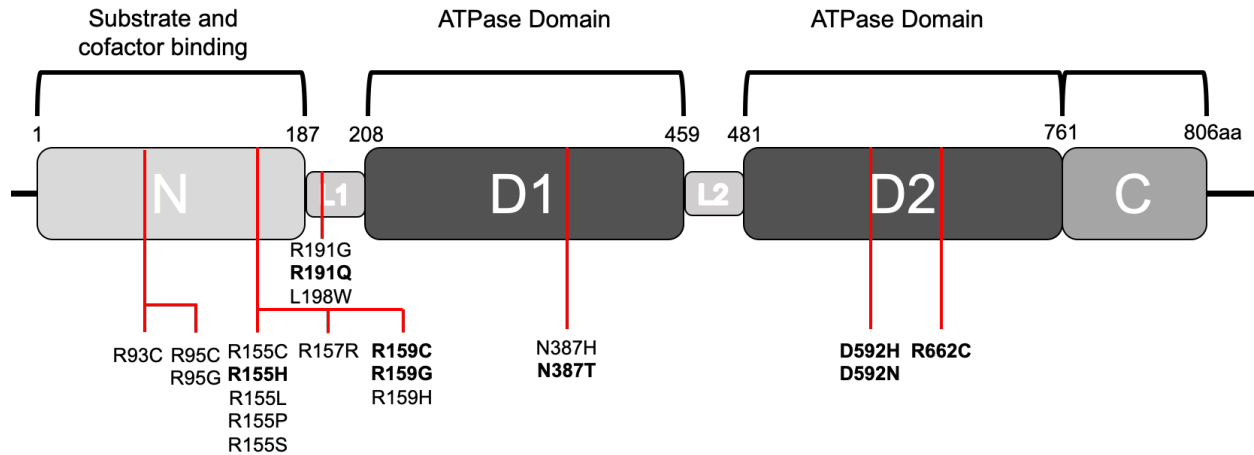 Substrate and
cofactor binding
ATPase Domain
ATPase Domain
1
187
208
459
481
761
806aa
N
L1
D1
L2
D2
C
R191G
R191Q
L198W
R93C
R95C
R95G
R155C
R155H
R155L
R155P
R155S
R157R
R159C
R159G
R159H
N387H
N387T
D592H
D592N
R662C